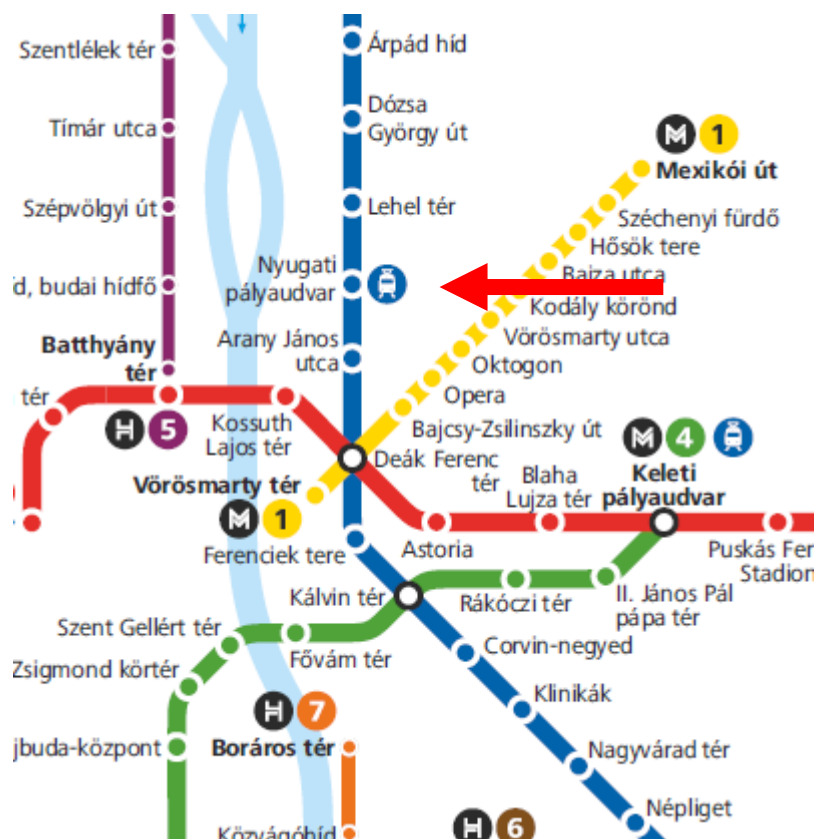 Szentlélek tér
Árpád híd
Tímár utca
Dózsa
György út
M 1
Mexikói út
Szépvölgyi út
Lehel tér
Széchenyi fürdő
Hősök tere
Bajza utca
Nyugati
pályaudvar
d, budai hídfő
Kodály körönd
Vörösmarty utca
Arany János
utca
Oktogon
Batthyány
tér
Opera
tér
H 5
Kossuth
Lajos tér
Bajcsy-Zsilinszky út
M 4
Deák Ferenc
tér
Blaha
Lujza tér
Keleti
pályaudvar
Vörösmarty tér
M 1
Ferenciek tere
Astoria
Puskás Fer
Stadion
Kálvin tér
Rákóczi tér
II. János Pál
pápa tér
Szent Gellért tér
Fővám tér
Corvin-negyed
Zsigmond körtér
Klinikák
H 7
Boráros tér
jbuda-központ
Nagyvárad tér
Népliget
Közvágóhíd
H 6